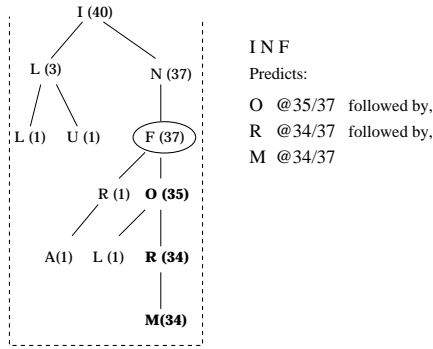 I (40)
L (3)
N (37)
L (1)
U (1)
F (37)
R (1)
O (35)
A(1)
L (1)
R (34)
M(34)
I N F
Predicts:
O @35/37 followed by,
R @34/37 followed by,
M @34/37